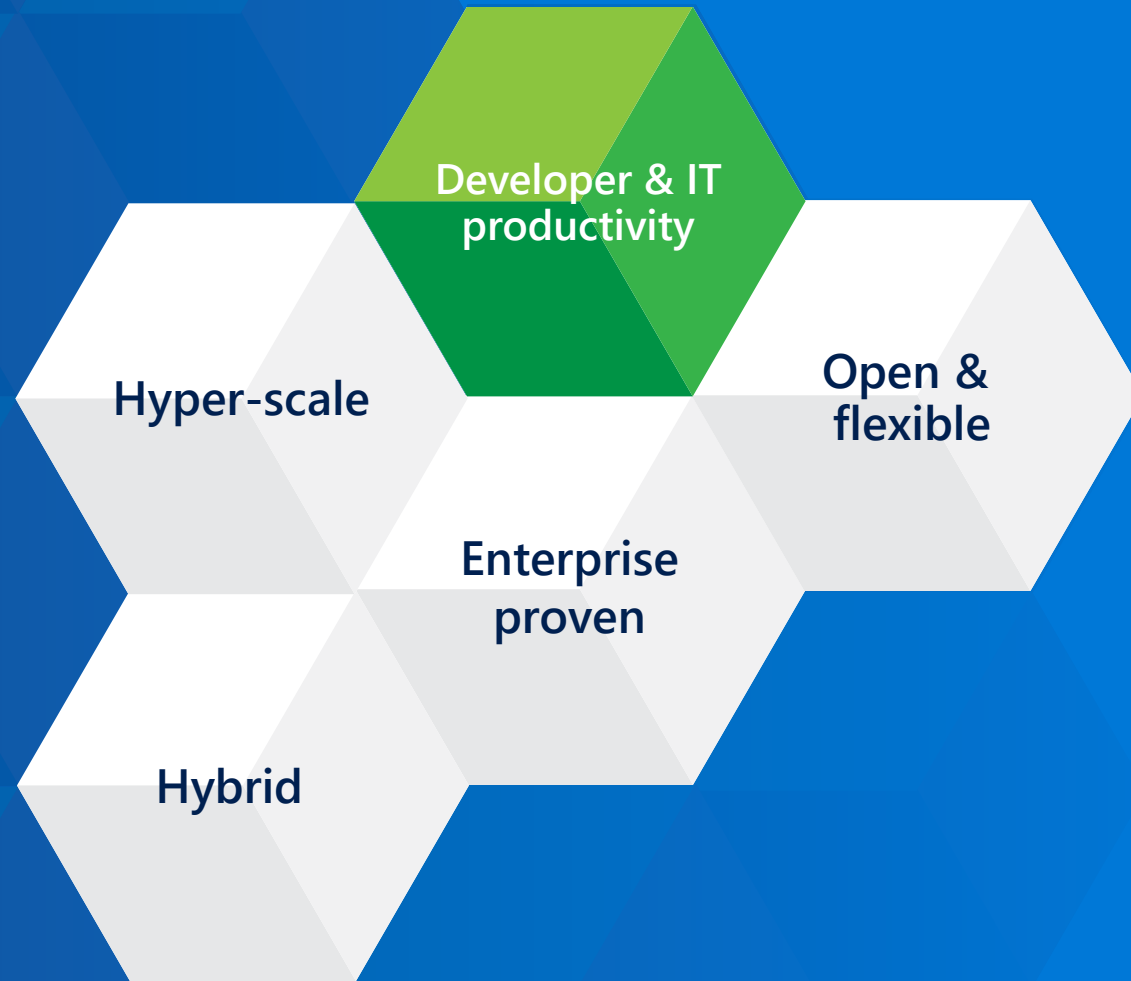 Developer & IT
productivity
Hyper-scale
Open &
flexible
Enterprise
proven
Hybrid